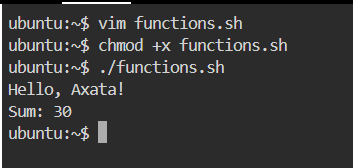 ubuntu:~$ vim functions.sh
ubuntu:~$ chmod +x functions.sh
ubuntu:~$ ./functions.sh
Hello, Axata!
Sum: 30
ubuntu:~$